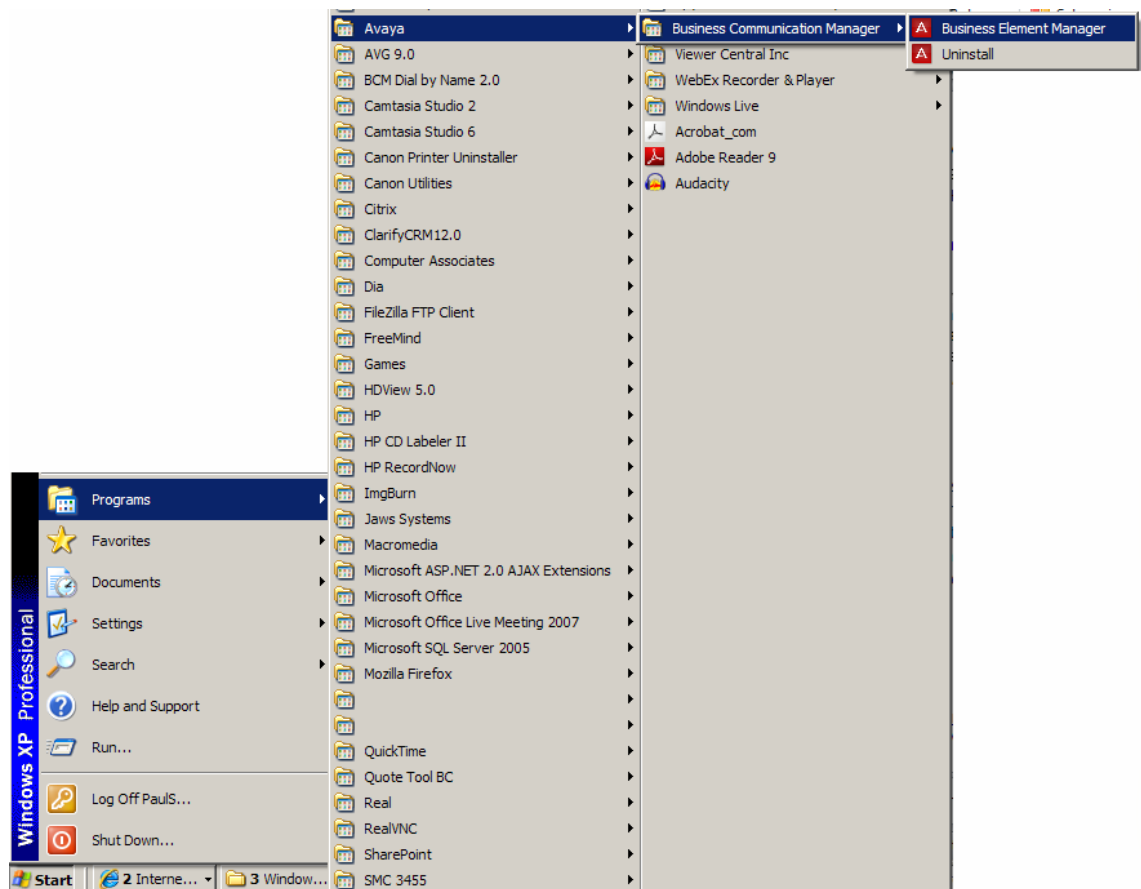 Avaya
AVG 9.0
BCM Dial by Name 2.0
Camtasia Studio 2
Camtasia Studio 6
Canon Printer Uninstaller
Canon Utilities
Citrix
ClarifyCRM12.0
Computer Associates
Dia
FileZilla FTP Client
FreeMind
Games
HDView 5.0
HP
HP CD Labeler II
HP RecordNow
ImgBurn
Jaws Systems
Macromedia
Microsoft ASP.NET 2.0 AJAX Extensions
Microsoft Office
Microsoft Office Live Meeting 2007
Microsoft SQL Server 2005
Mozilla Firefox
QuickTime
Quote Tool BC
Real
RealVNC
SharePoint
SMC 3455
Business Communication Manager
Viewer Central Inc
WebEx Recorder & Player
Windows Live
Acrobat_com
Adobe Reader 9
Audacity
Business Element Manager
Uninstall
Windows XP Professional
Programs
Favorites
Documents
Settings
Search
Help and Support
Run...
Log Off PaulS...
Shut Down...
Start
2 Interne...
3 Window...